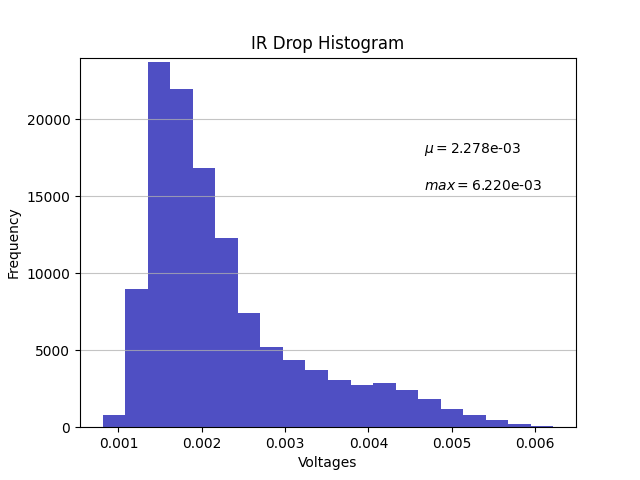 IR Drop Histogram
20000
15000
10000
5000
0
Frequency
μ = 2.278e-03
max = 6.220e-03
0.001 0.002 0.003 0.004 0.005 0.006
Voltages